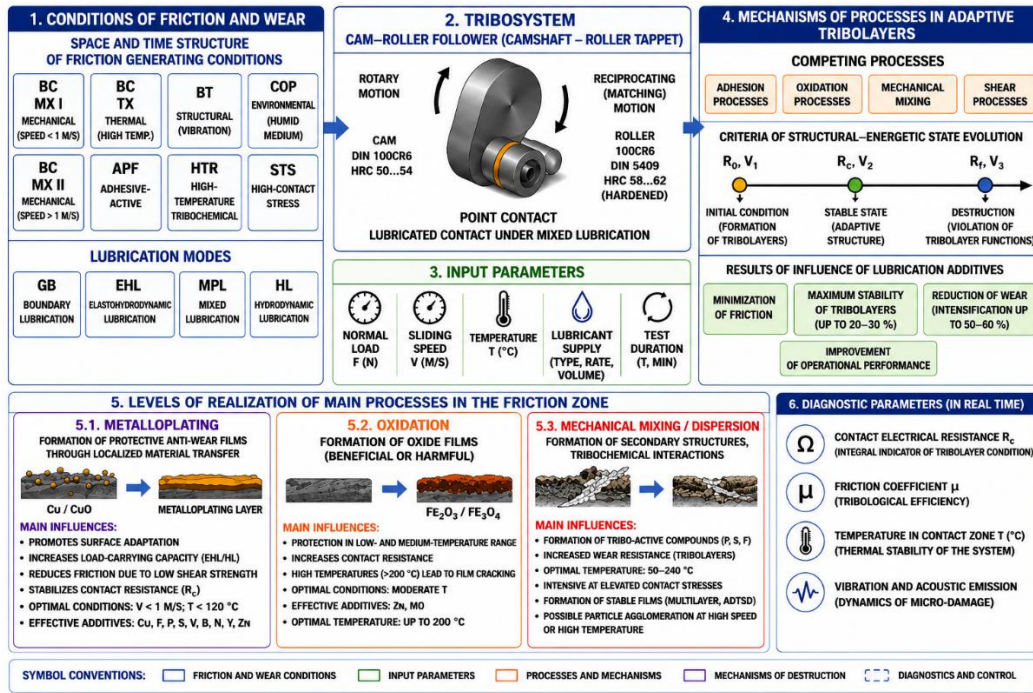 1. CONDITIONS OF FRICTION AND WEAR
SPACE AND TIME STRUCTURE
OF FRICTION GENERATING CONDITIONS
BC
MX I
MECHANICAL
(SPEED < 1 M/S)
BC
TX
THERMAL
(HIGH TEMP.)
BT
STRUCTURAL
(VIBRATION)
COP
ENVIRONMENTAL
(HUMID
MEDIUM)
BC
MX II
MECHANICAL
(SPEED > 1 M/S)
APF
ADHESIVE-
ACTIVE
HTR
HIGH-
TEMPERATURE
TRIBOCHEMICAL
STS
HIGH-CONTACT
STRESS
LUBRICATION MODES
GB
BOUNDARY
LUBRICATION
EHL
ELASTOHYDRODYNAMIC
LUBRICATION
MPL
MIXED
LUBRICATION
HL
HYDRODYNAMIC
LUBRICATION
2. TRIBOSYSTEM
CAM–ROLLER FOLLOWER (CAMSHAFT – ROLLER TAPPET)
ROTARY
MOTION
CAM
DIN 100CR6
HRC 50...54
RECIPROCATING
(MATCHING)
MOTION
ROLLER
100CR6
DIN 5409
HRC 58...62
(HARDENED)
POINT CONTACT
LUBRICATED CONTACT UNDER MIXED LUBRICATION
3. INPUT PARAMETERS
NORMAL
LOAD
F (N)
SLIDING
SPEED
V (M/S)
TEMPERATURE
T (°C)
LUBRICANT
SUPPLY
(TYPE, RATE,
VOLUME)
TEST
DURATION
(T, MIN)
4. MECHANISMS OF PROCESSES IN ADAPTIVE
TRIBOLAYERS
COMPETING PROCESSES
ADHESION
PROCESSES
OXIDATION
PROCESSES
MECHANICAL
MIXING
SHEAR
PROCESSES
CRITERIA OF STRUCTURAL–ENERGETIC STATE EVOLUTION
R₀, V₁
R_c, V₂
R_f, V₃
INITIAL CONDITION
(FORMATION
OF TRIBOLAYERS)
STABLE STATE
(ADAPTIVE
STRUCTURE)
DESTRUCTION
(VIOLATION OF
TRIBOLAYER FUNCTIONS)
RESULTS OF INFLUENCE OF LUBRICATION ADDITIVES
MINIMIZATION
OF FRICTION
MAXIMUM STABILITY
OF TRIBOLAYERS
(UP TO 20–30 %)
REDUCTION OF WEAR
(INTENSIFICATION UP
TO 50–60 %)
IMPROVEMENT
OF OPERATIONAL PERFORMANCE
5. LEVELS OF REALIZATION OF MAIN PROCESSES IN THE FRICTION ZONE
5.1. METALLOPLATING
FORMATION OF PROTECTIVE ANTI-WEAR FILMS
THROUGH LOCALIZED MATERIAL TRANSFER
Cu / CuO
METALLOPLATING LAYER
MAIN INFLUENCES:
• PROMOTES SURFACE ADAPTATION
• INCREASES LOAD-CARRYING CAPACITY (EHL/HL)
• REDUCES FRICTION DUE TO LOW SHEAR STRENGTH
• STABILIZES CONTACT RESISTANCE (R_c)
• OPTIMAL CONDITIONS: V < 1 M/S; T < 120 °C
• EFFECTIVE ADDITIVES: Cu, F, P, S, V, B, N, Y, ZN
5.2. OXIDATION
FORMATION OF OXIDE FILMS
(BENEFICIAL OR HARMFUL)
FE₂O₃ / FE₃O₄
MAIN INFLUENCES:
• PROTECTION IN LOW- AND MEDIUM-TEMPERATURE RANGE
• INCREASES CONTACT RESISTANCE
• HIGH TEMPERATURES (>200 °C) LEAD TO FILM CRACKING
• OPTIMAL CONDITIONS: MODERATE T
• EFFECTIVE ADDITIVES: ZN, MO
• OPTIMAL TEMPERATURE: UP TO 200 °C
5.3. MECHANICAL MIXING / DISPERSION
FORMATION OF SECONDARY STRUCTURES,
TRIBOCHEMICAL INTERACTIONS
MAIN INFLUENCES:
• FORMATION OF TRIBO-ACTIVE COMPOUNDS (P, S, F)
• INCREASED WEAR RESISTANCE (TRIBOLAYERS)
• OPTIMAL TEMPERATURE: 50–240 °C
• INTENSIVE AT ELEVATED CONTACT STRESSES
• FORMATION OF STABLE FILMS (MULTILAYER, ADTSD)
• POSSIBLE PARTICLE AGGLOMERATION AT HIGH SPEED
OR HIGH TEMPERATURE
6. DIAGNOSTIC PARAMETERS (IN REAL TIME)
Ω
CONTACT ELECTRICAL RESISTANCE R_c
(INTEGRAL INDICATOR OF TRIBOLAYER CONDITION)
μ
FRICTION COEFFICIENT μ
(TRIBOLOGICAL EFFICIENCY)
TEMPERATURE IN CONTACT ZONE T (°C)
(THERMAL STABILITY OF THE SYSTEM)
VIBRATION AND ACOUSTIC EMISSION
(DYNAMICS OF MICRO-DAMAGE)
SYMBOL CONVENTIONS:
FRICTION AND WEAR CONDITIONS
INPUT PARAMETERS
PROCESSES AND MECHANISMS
MECHANISMS OF DESTRUCTION
DIAGNOSTICS AND CONTROL